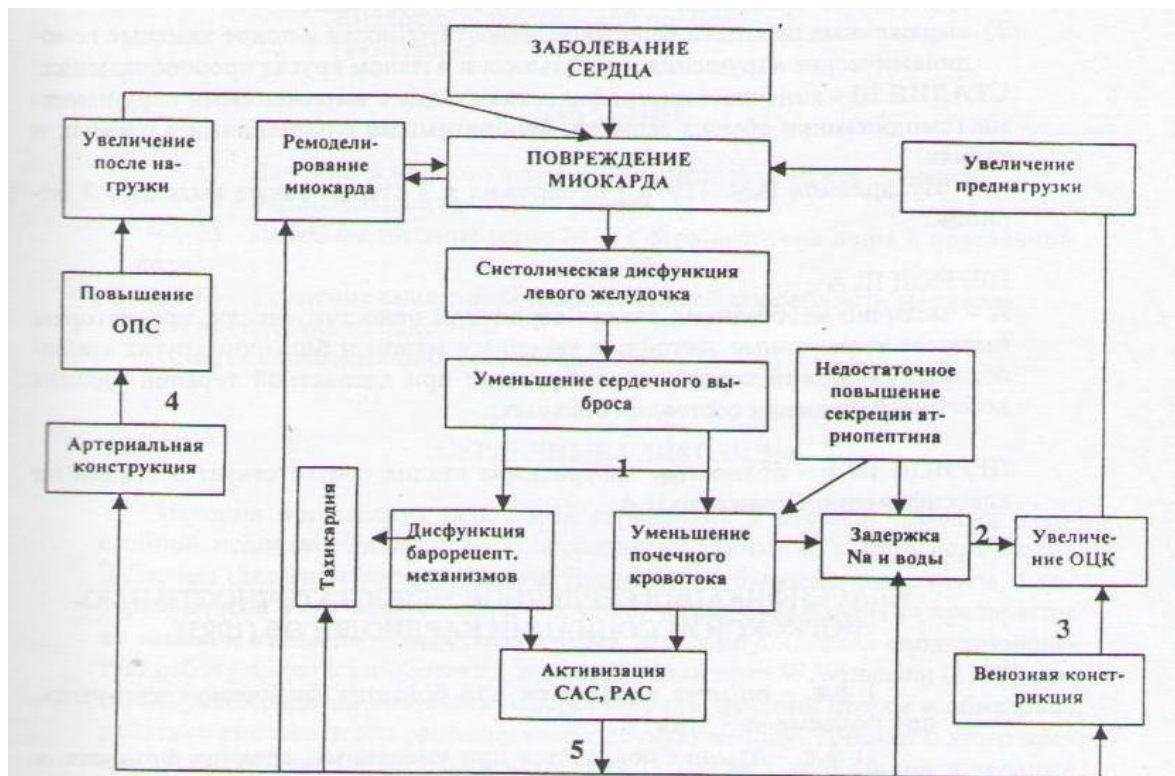 ЗАБОЛЕВАНИЕ
СЕРДЦА
Увеличение
после на-
грузки
Ремодели-
рование
миокарда
ПОВРЕЖДЕНИЕ
МИОКАРДА
Увеличение
преднагрузки
Систолическая дисфункция
левого желудочка
Повышение
ОПС
Уменьшение сердечного вы-
броса
Недостаточное
повышение
секреции ат-
риопептина
4
Артериальная
конструкция
1
Тахикардия
Дисфункция
барорецепт.
механизмов
Уменьшение
почечного
кровотока
Задержка
Na и воды
2
Увеличе-
ние ОЦК
3
Активизация
САС, РАС
Венозная конст-
рикция
5